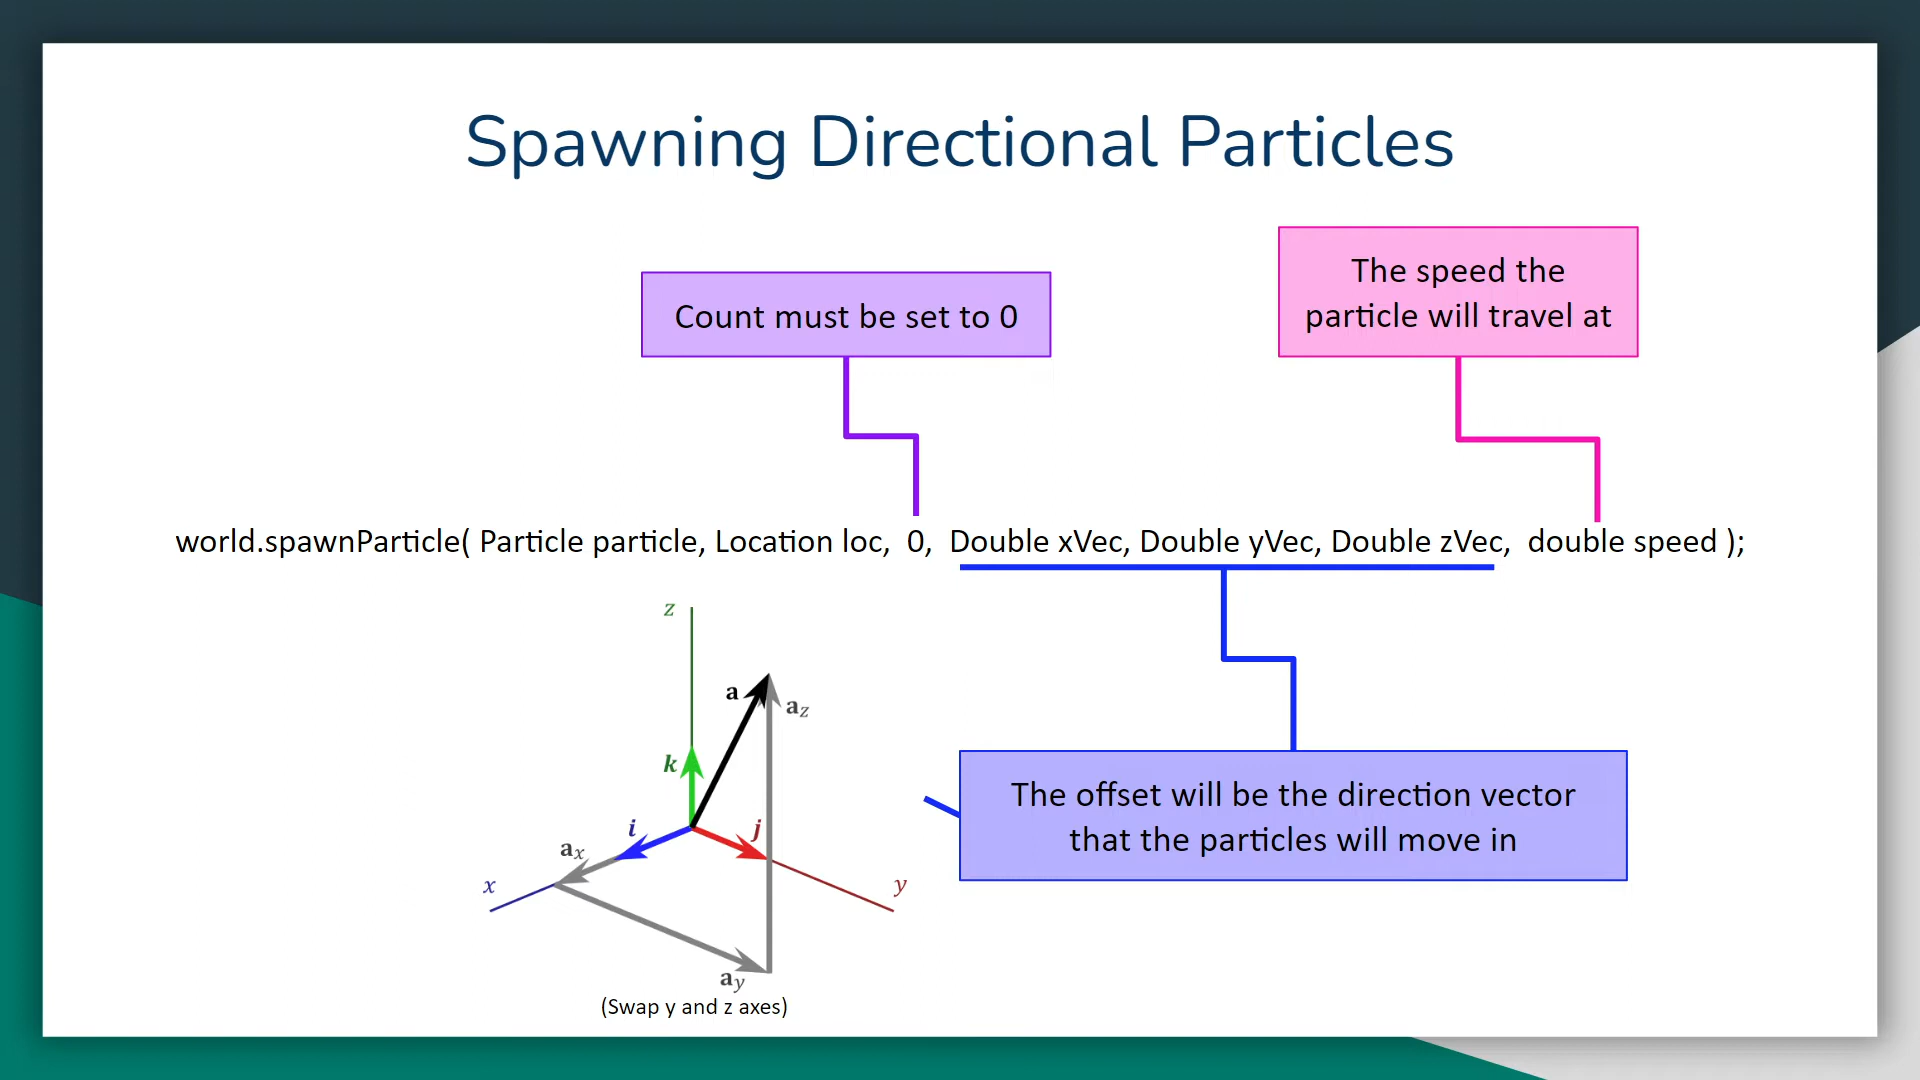 Spawning Directional Particles
The speed the
particle will travel at
Count must be set to 0
world.spawnParticle( Particle particle, Location loc, 0, Double xVec, Double yVec, Double zVec, double speed );
z
a
a_z
k
i
j
a_x
x
y
The offset will be the direction vector
that the particles will move in
a_y
(Swap y and z axes)